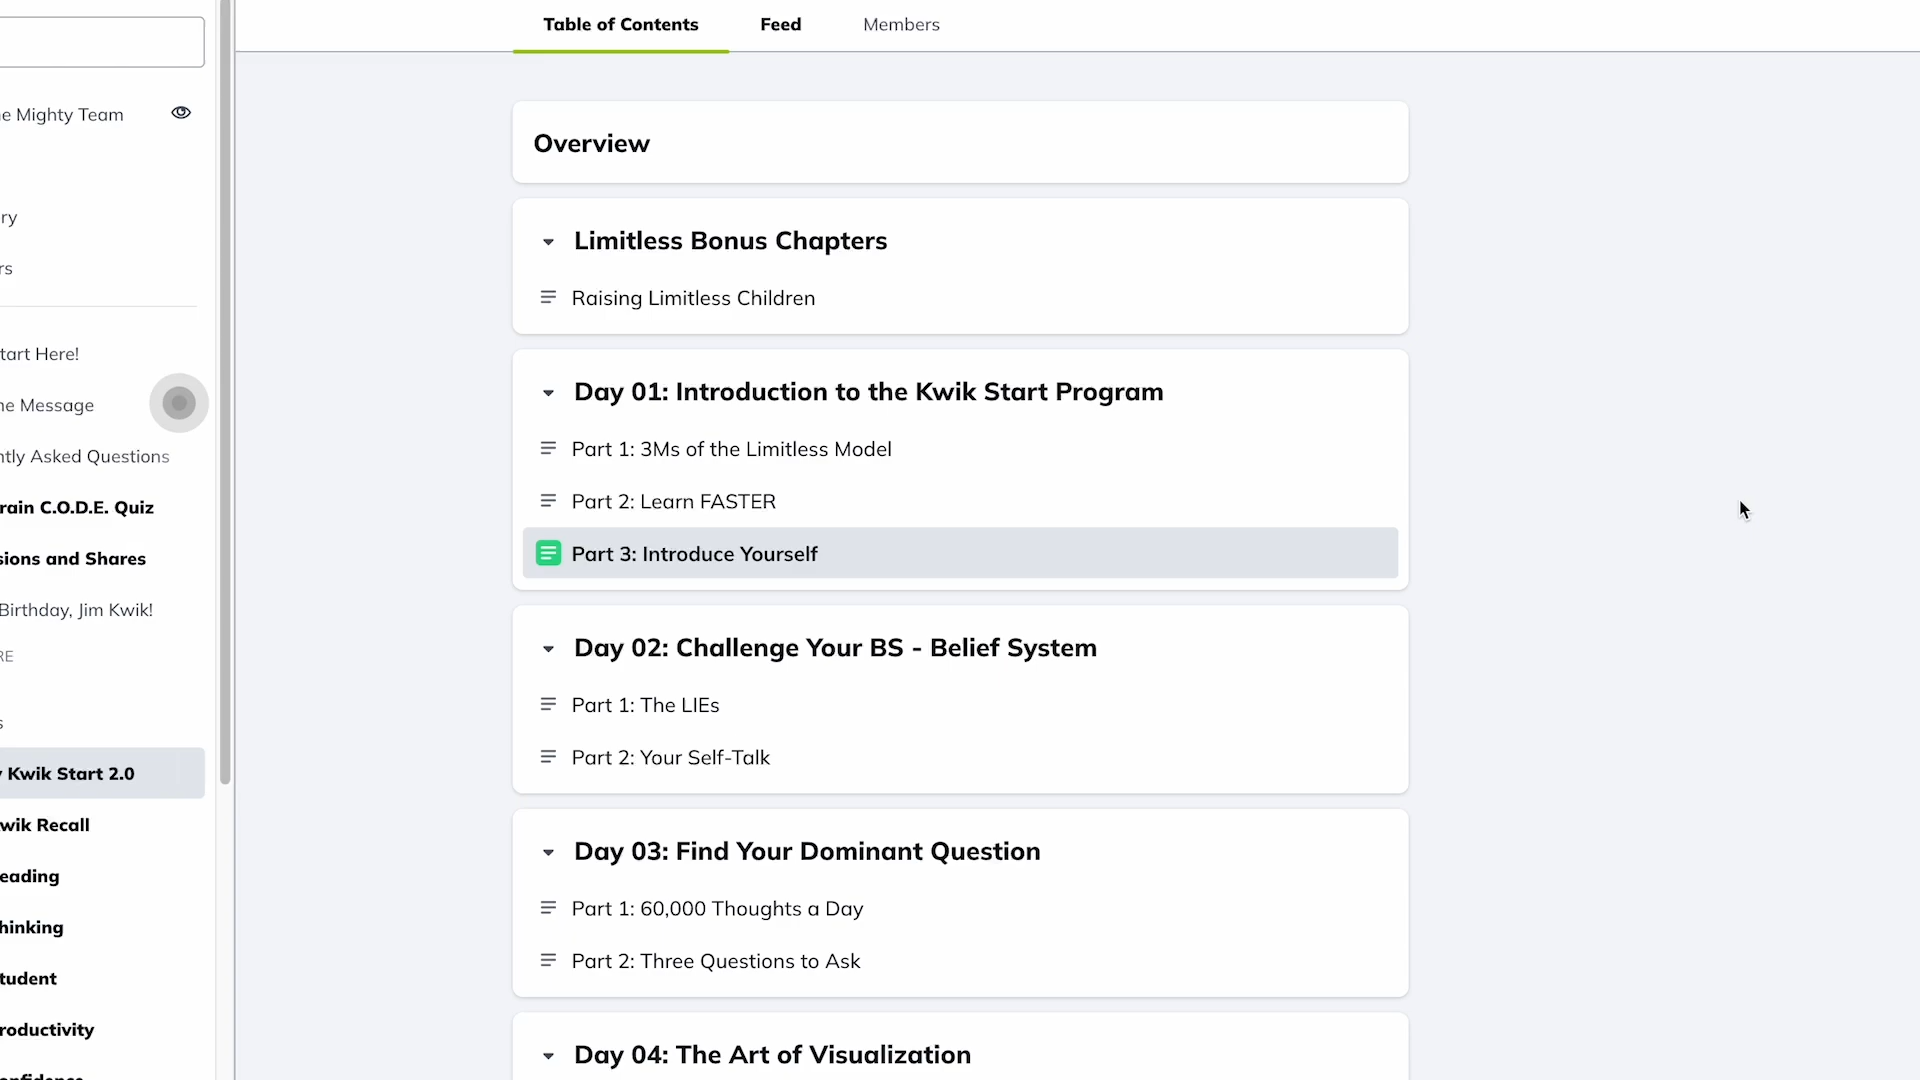 Table of Contents
Feed
Members
e Mighty Team
ry
rs
tart Here!
ne Message
ntly Asked Questions
rain C.O.D.E. Quiz
sions and Shares
Birthday, Jim Kwik!
RE
s
Kwik Start 2.0
wik Recall
eading
hinking
tudent
roductivity
Overview
Limitless Bonus Chapters
Raising Limitless Children
Day 01: Introduction to the Kwik Start Program
Part 1: 3Ms of the Limitless Model
Part 2: Learn FASTER
Part 3: Introduce Yourself
Day 02: Challenge Your BS - Belief System
Part 1: The LIEs
Part 2: Your Self-Talk
Day 03: Find Your Dominant Question
Part 1: 60,000 Thoughts a Day
Part 2: Three Questions to Ask
Day 04: The Art of Visualization